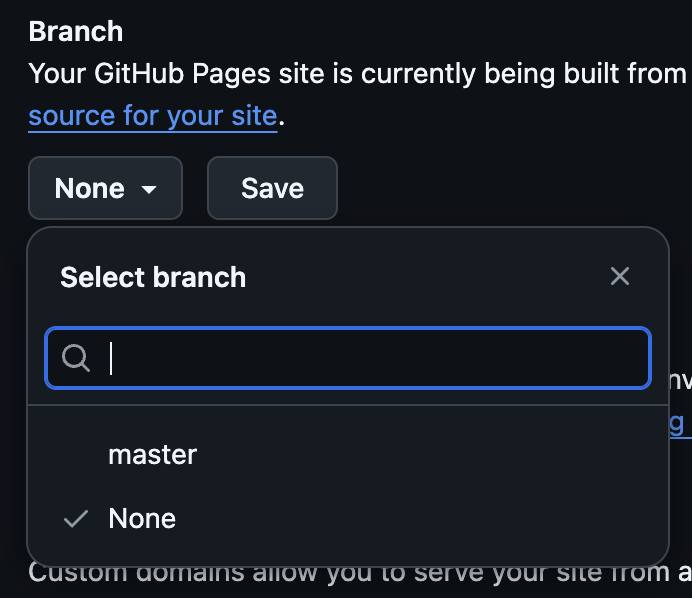 Branch
Your GitHub Pages site is currently being built from
source for your site.
None
Save
Select branch
master
None
Custom domains allow you to serve your site from a